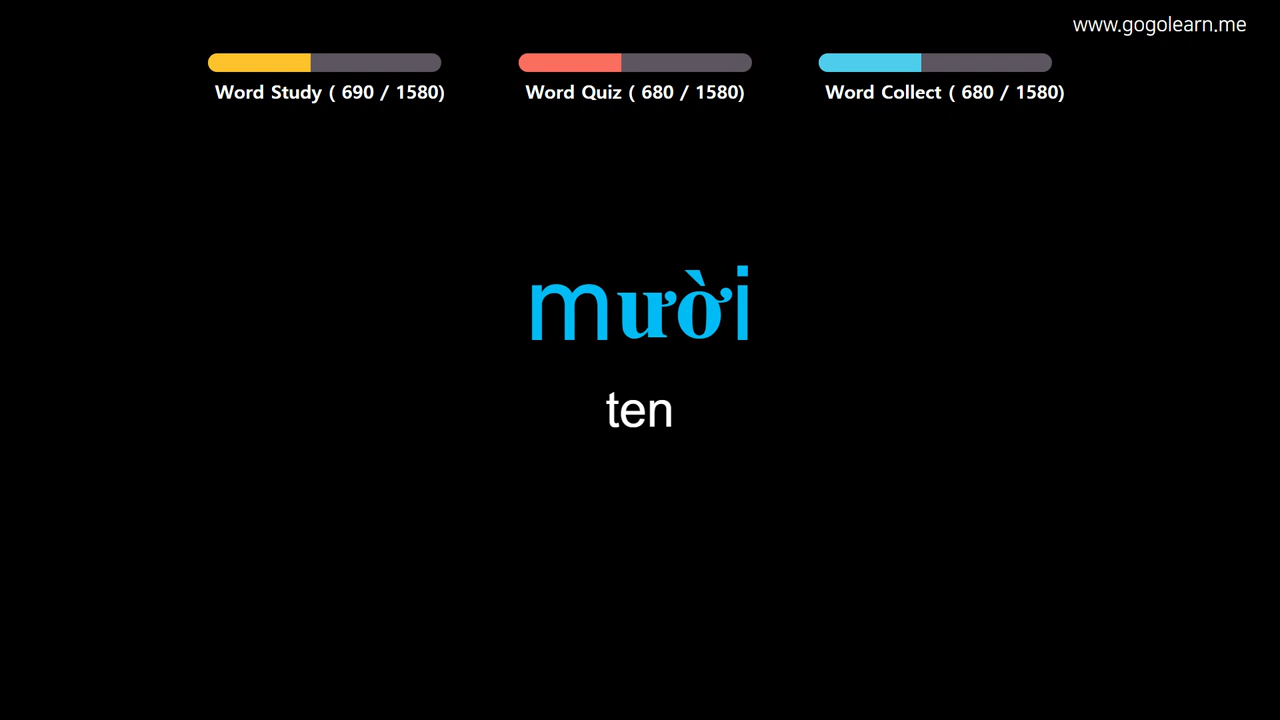 www.gogolearn.me
Word Study ( 690 / 1580)
Word Quiz ( 680 / 1580)
Word Collect ( 680 / 1580)
mười
ten